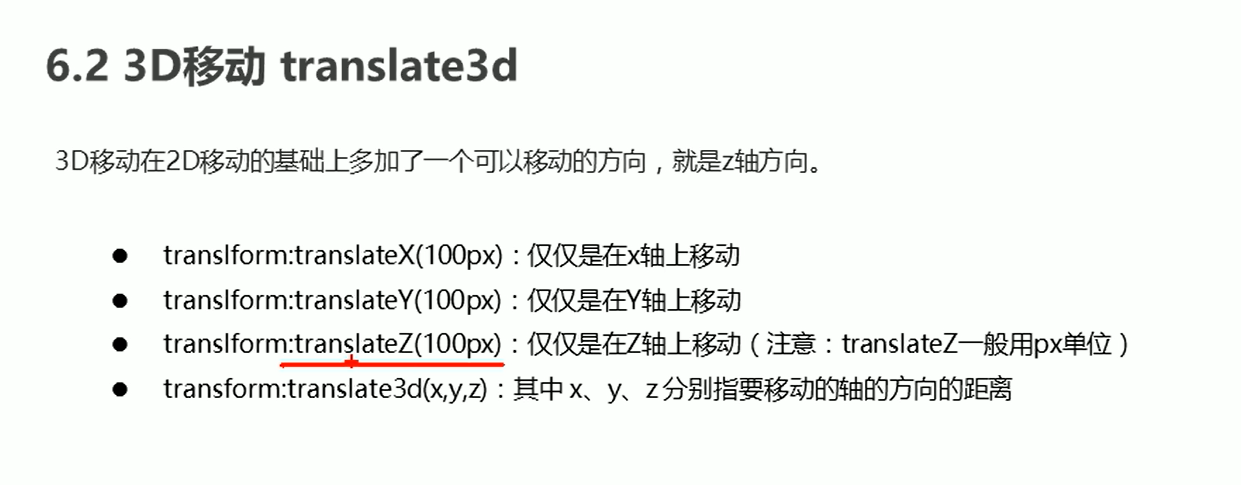 6.2 3D移动 translate3d
3D移动在2D移动的基础上多加了一个可以移动的方向，就是z轴方向。
● translform:translateX(100px)：仅仅是在x轴上移动
● translform:translateY(100px)：仅仅是在Y轴上移动
● translform:translateZ(100px)：仅仅是在Z轴上移动（注意：translateZ一般用px单位）
● transform:translate3d(x,y,z)：其中 x、y、z 分别指要移动的轴的方向的距离